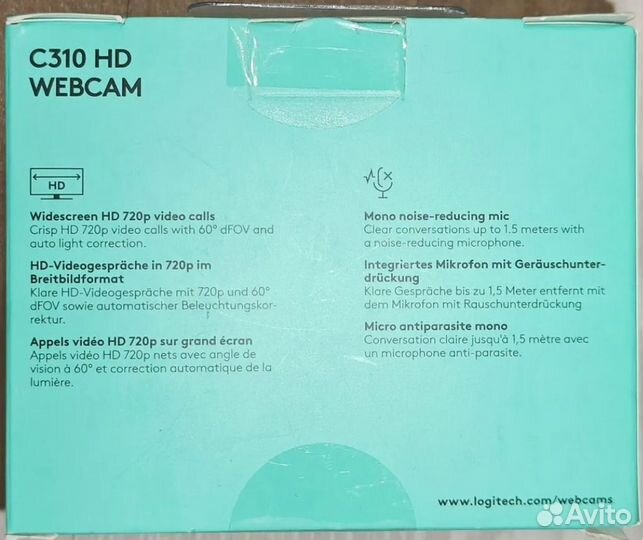 C310 HD
WEBCAM
HD
Widescreen HD 720p video calls
Crisp HD 720p video calls with 60° dFOV and
auto light correction.
HD-Videogespräche in 720p im
Breitbildformat
Klare HD-Videogespräche mit 720p und 60°
dFOV sowie automatischer Beleuchtungskor-
rektur.
Appels vidéo HD 720p sur grand écran
Appels vidéo HD 720p nets avec angle de
vision à 60° et correction automatique de la
lumière.
Mono noise-reducing mic
Clear conversations up to 1.5 meters with
a noise-reducing microphone.
Integriertes Mikrofon mit Geräuschunter-
drückung
Klare Gespräche bis zu 1,5 Meter entfernt mit
dem Mikrofon mit Rauschunterdrückung
Micro antiparasite mono
Conversation claire jusqu'à 1,5 mètre avec
un microphone anti-parasite.
www.logitech.com/webcams
Avito